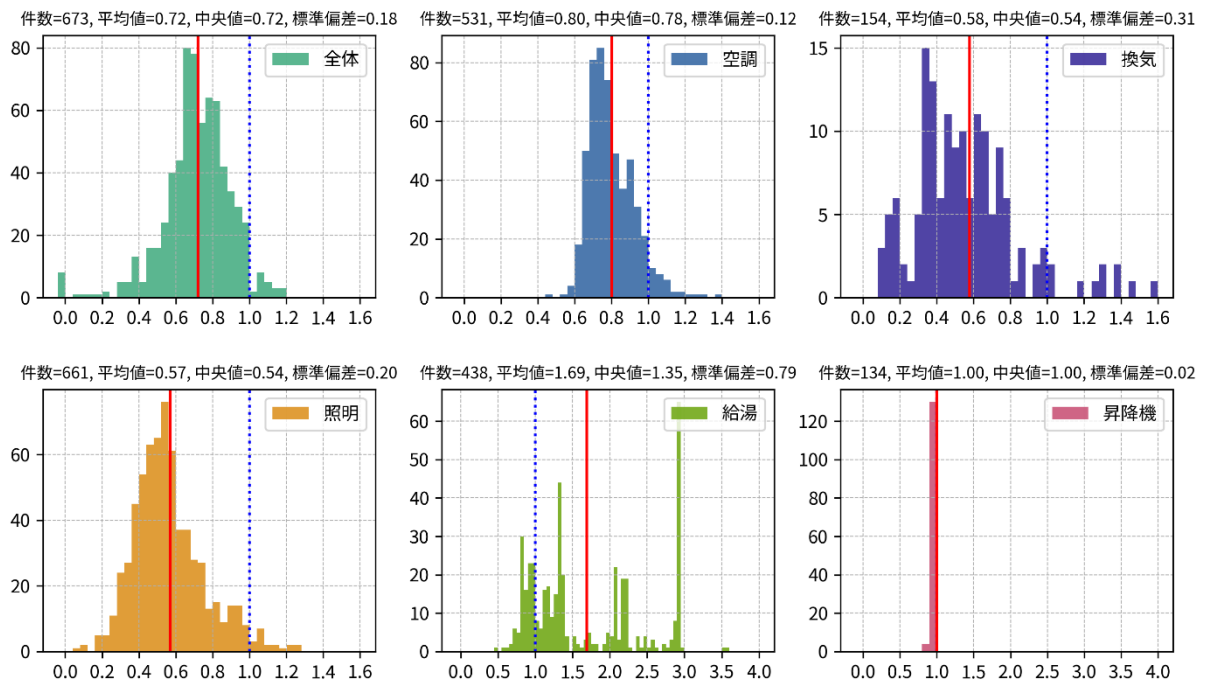 件数=673, 平均値=0.72, 中央値=0.72, 標準偏差=0.18
全体
80
60
40
20
0
0.0 0.2 0.4 0.6 0.8 1.0 1.2 1.4 1.6
件数=531, 平均値=0.80, 中央値=0.78, 標準偏差=0.12
空調
80
60
40
20
0
0.0 0.2 0.4 0.6 0.8 1.0 1.2 1.4 1.6
件数=154, 平均値=0.58, 中央値=0.54, 標準偏差=0.31
換気
15
10
5
0
0.0 0.2 0.4 0.6 0.8 1.0 1.2 1.4 1.6
件数=661, 平均値=0.57, 中央値=0.54, 標準偏差=0.20
照明
60
40
20
0
0.0 0.2 0.4 0.6 0.8 1.0 1.2 1.4 1.6
件数=438, 平均値=1.69, 中央値=1.35, 標準偏差=0.79
給湯
60
50
40
30
20
10
0
0.0 0.5 1.0 1.5 2.0 2.5 3.0 3.5 4.0
件数=134, 平均値=1.00, 中央値=1.00, 標準偏差=0.02
昇降機
120
100
80
60
40
20
0
0.0 0.5 1.0 1.5 2.0 2.5 3.0 3.5 4.0